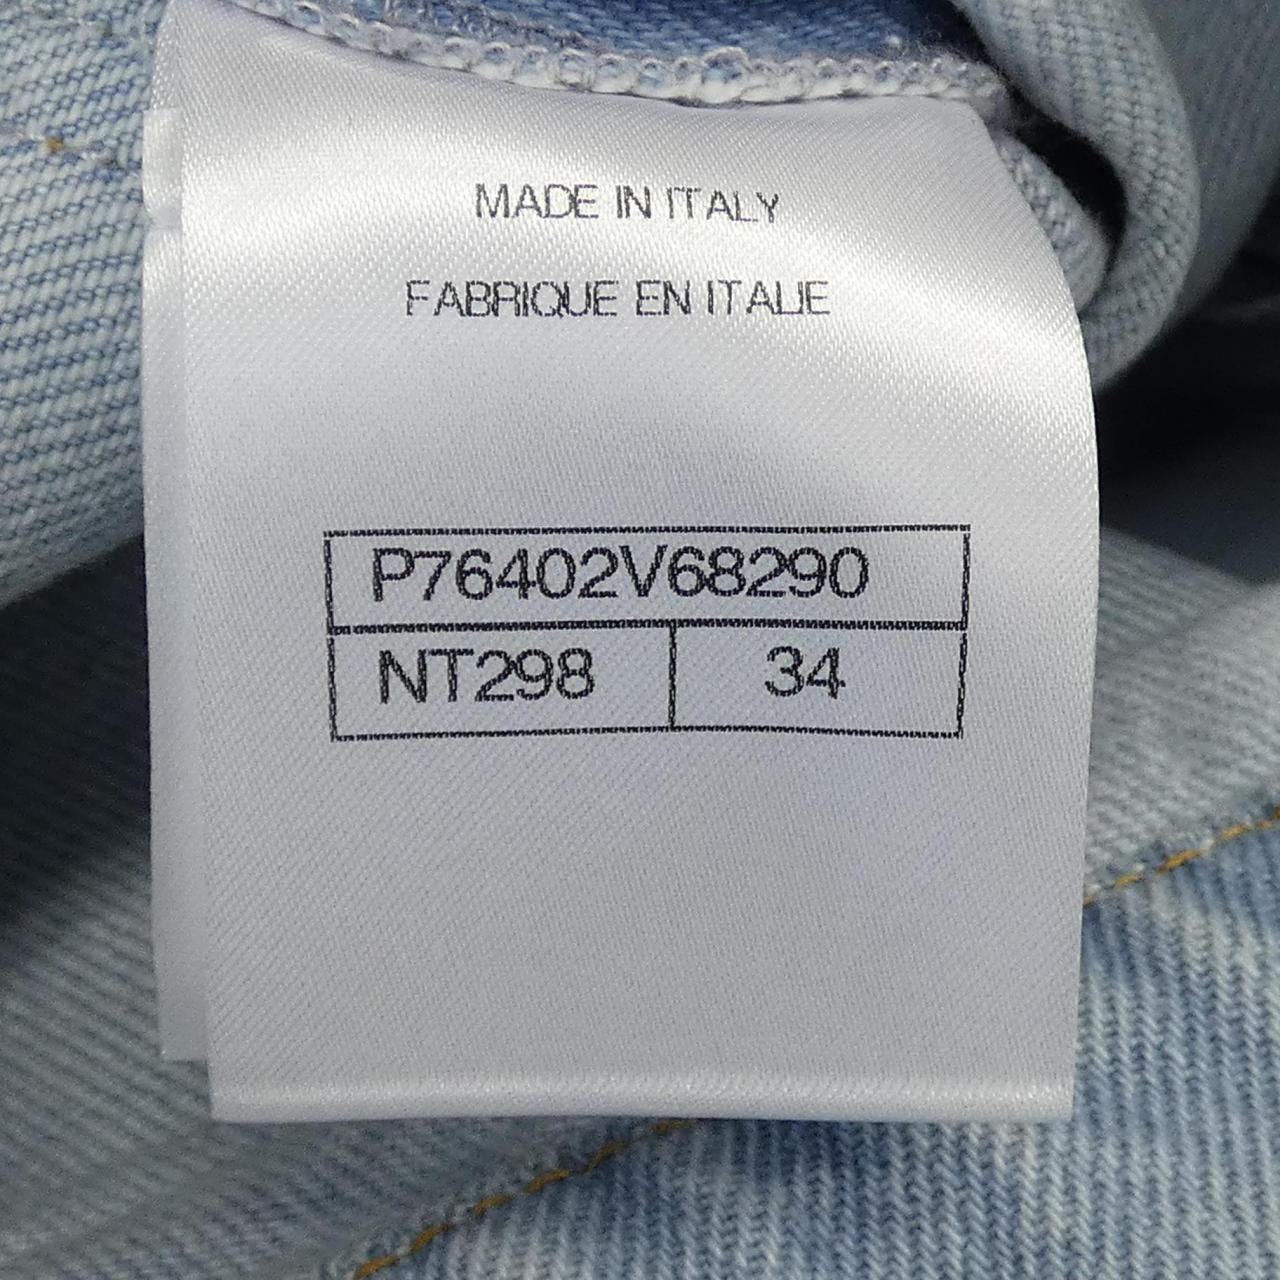 MADE IN ITALY
FABRIQUE EN ITALIE
P76402V68290
NT298 34